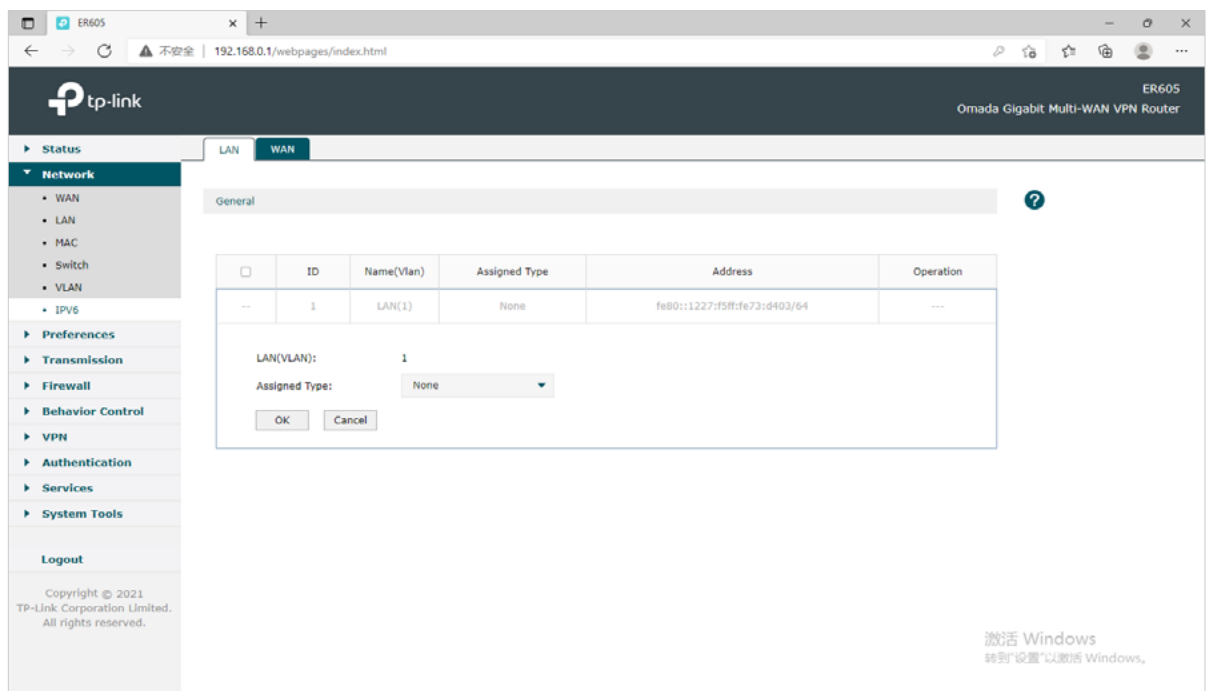 ER605
不安全 192.168.0.1/webpages/index.html
tp-link
ER605
Omada Gigabit Multi-WAN VPN Router
Status
Network
WAN
LAN
MAC
Switch
VLAN
IPV6
Preferences
Transmission
Firewall
Behavior Control
VPN
Authentication
Services
System Tools
Logout
Copyright © 2021
TP-Link Corporation Limited.
All rights reserved.
LAN WAN
General
ID Name(Vlan) Assigned Type Address Operation
-- 1 LAN(1) None fe80::1227:f5ff:fe73:d403/64 ---
LAN(VLAN): 1
Assigned Type: None
OK Cancel
激活 Windows
转到"设置"以激活 Windows。